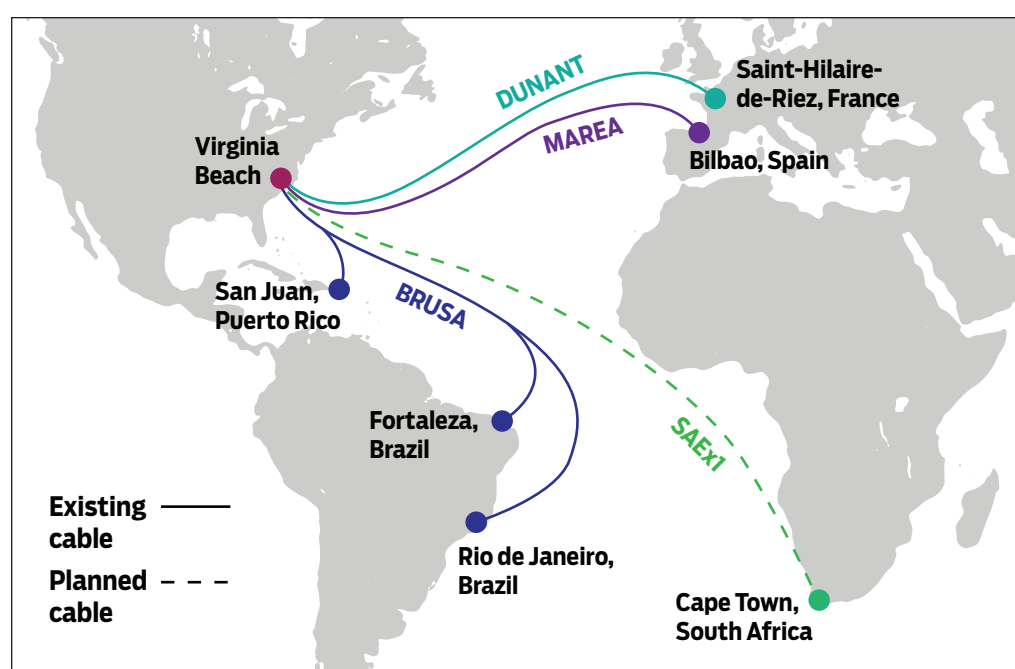 DUNANT
Saint-Hilaire-
de-Riez, France
MAREA
Virginia
Beach
Bilbao, Spain
San Juan,
Puerto Rico
BRUSA
Fortaleza,
Brazil
SAEx1
Existing
cable
Rio de Janeiro,
Brazil
Planned
cable
Cape Town,
South Africa